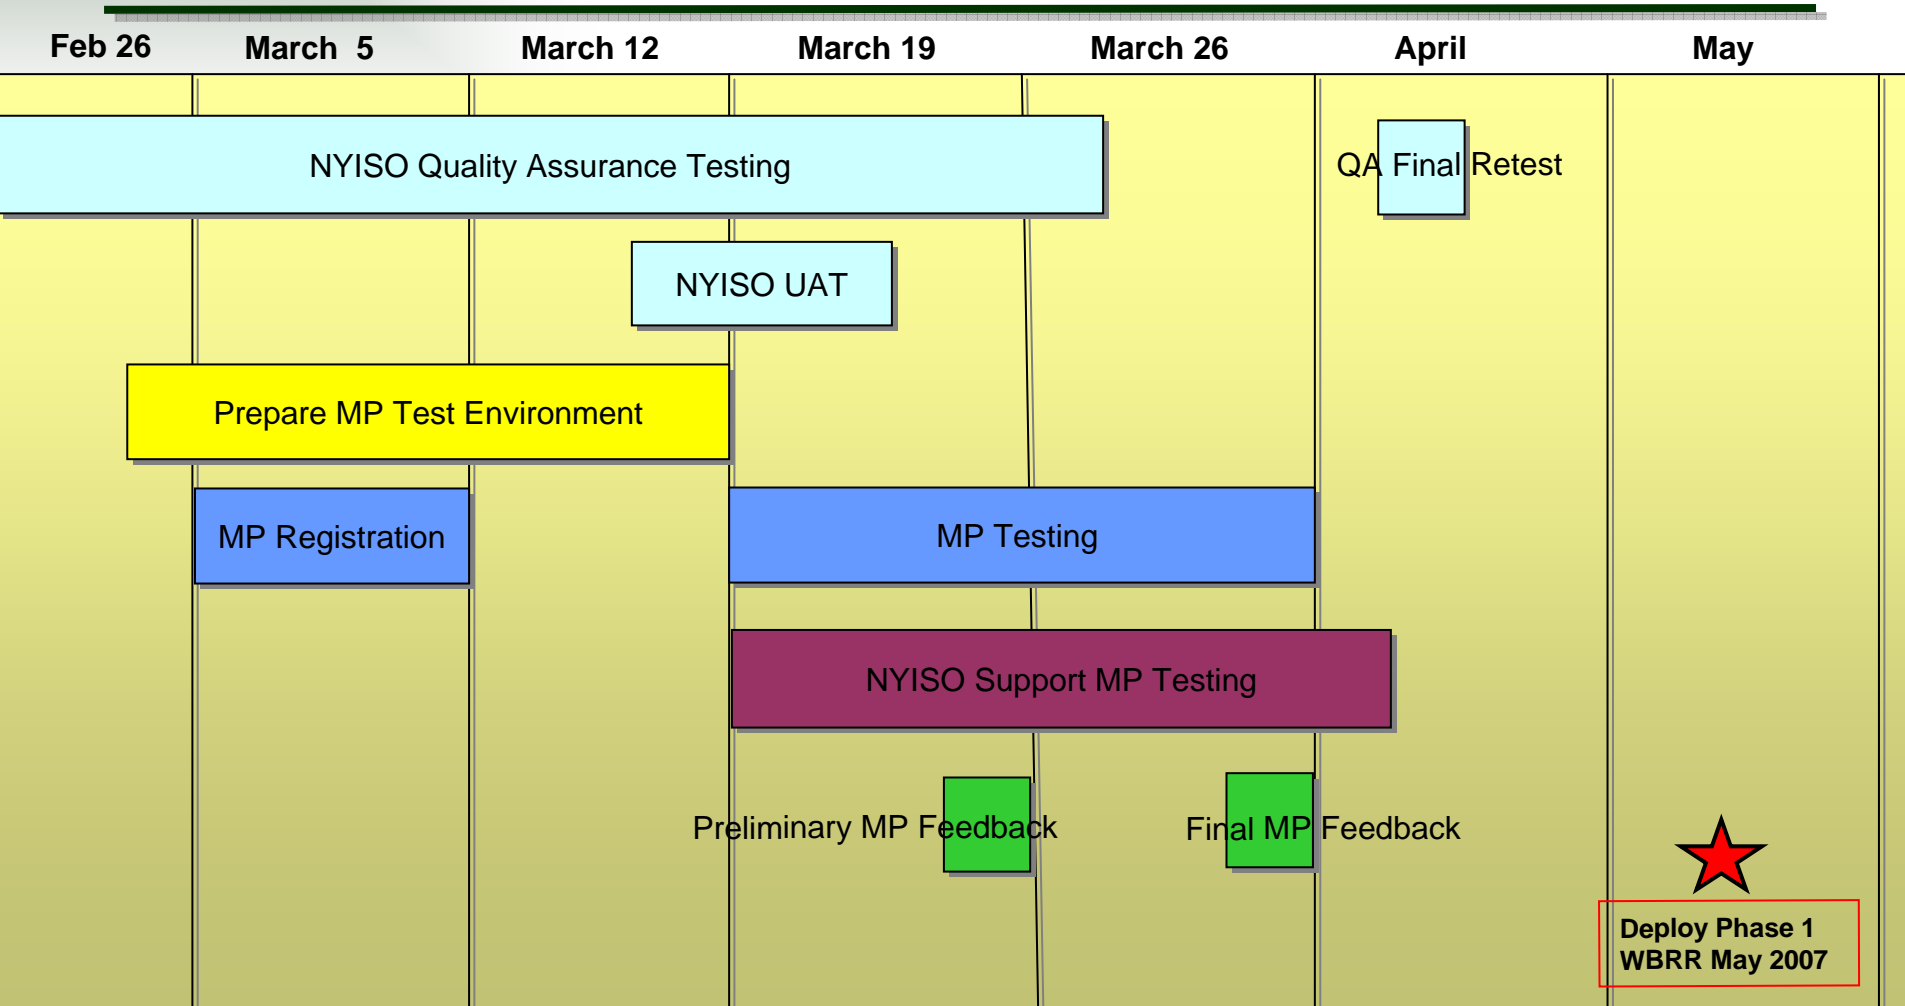 Feb 26 March 5 March 12 March 19 March 26 April May
NYISO Quality Assurance Testing
QA Final Retest
NYISO UAT
Prepare MP Test Environment
MP Registration
MP Testing
NYISO Support MP Testing
Preliminary MP Feedback
Final MP Feedback
Deploy Phase 1
WBRR May 2007